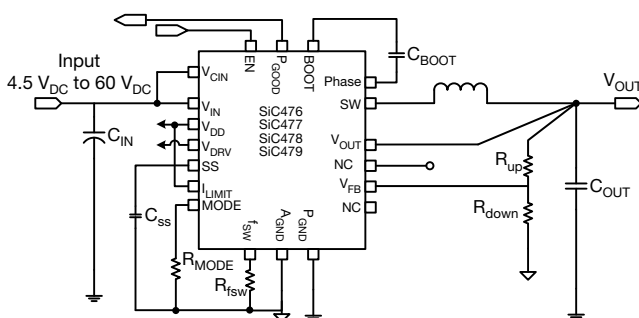 Input
4.5 VDC to 60 VDC
CIN
Css
RMODE
Rfsw
EN
PGOOD
BOOT
CBOOT
VCIN
VIN
VDD
VDRV
SS
ILIMIT
MODE
SiC476
SiC477
SiC478
SiC479
Phase
SW
VOUT
NC
VFB
NC
fSW
AGND
PGND
VOUT
Rup
Rdown
COUT